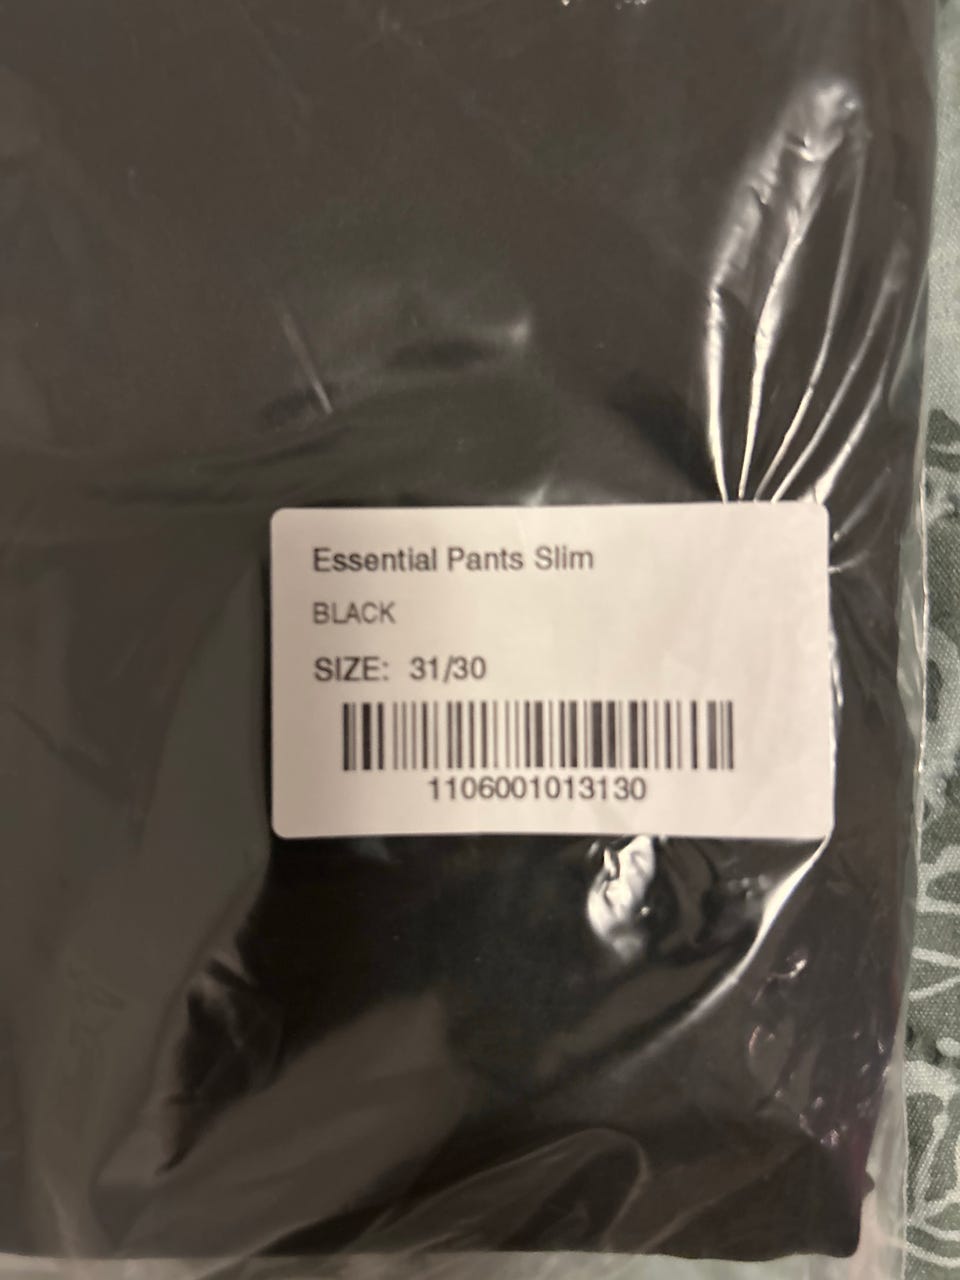 Essential Pants Slim
BLACK
SIZE: 31/30
1106001013130